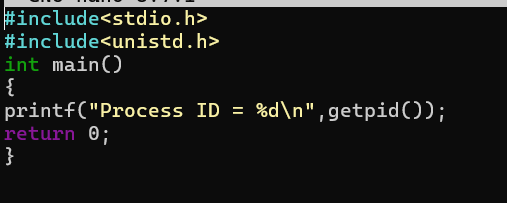 #include<stdio.h>
#include<unistd.h>
int main()
{
printf("Process ID = %d\n",getpid());
return 0;
}